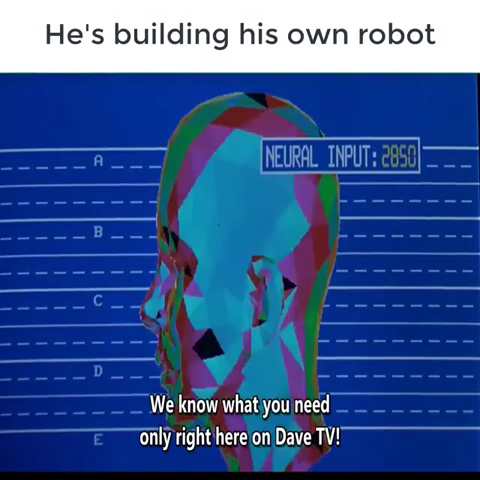 He's building his own robot
NEURAL INPUT: 2850
A
B
C
D
We know what you need
E
only right here on Dave TV!